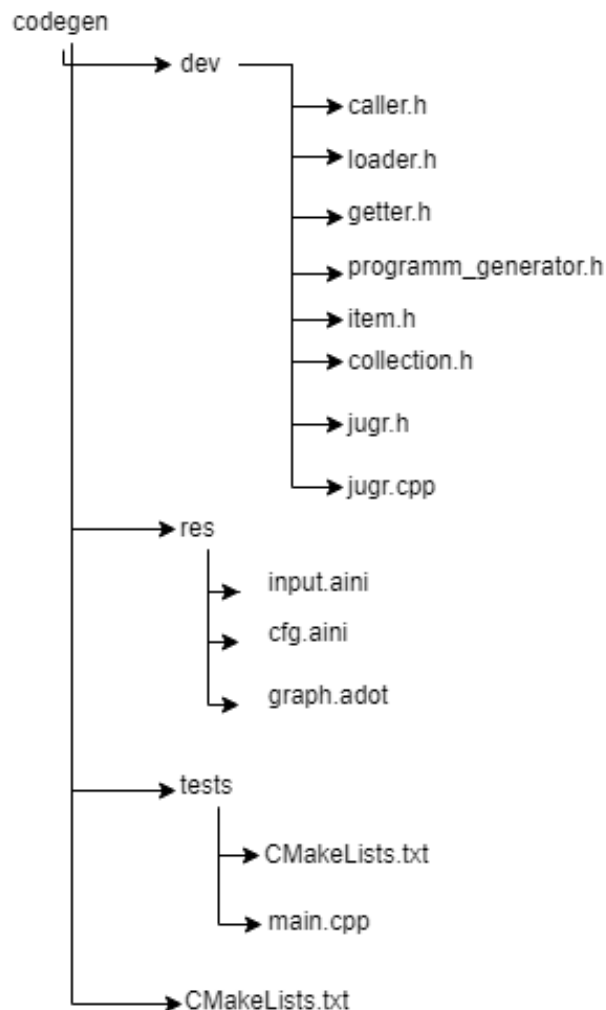 codegen
dev
caller.h
loader.h
getter.h
programm_generator.h
item.h
collection.h
jugr.h
jugr.cpp
res
input.aini
cfg.aini
graph.adot
tests
CMakeLists.txt
main.cpp
CMakeLists.txt